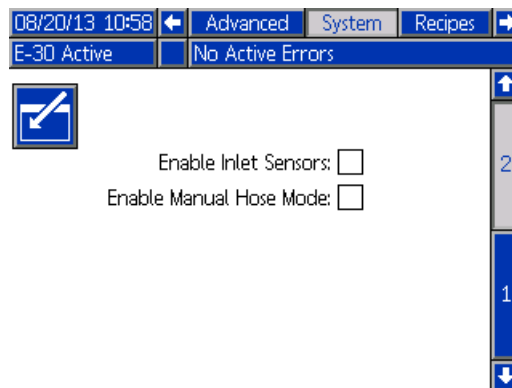 08/20/13 10:58 Advanced System Recipes
E-30 Active No Active Errors
Enable Inlet Sensors:
2
Enable Manual Hose Mode:
1